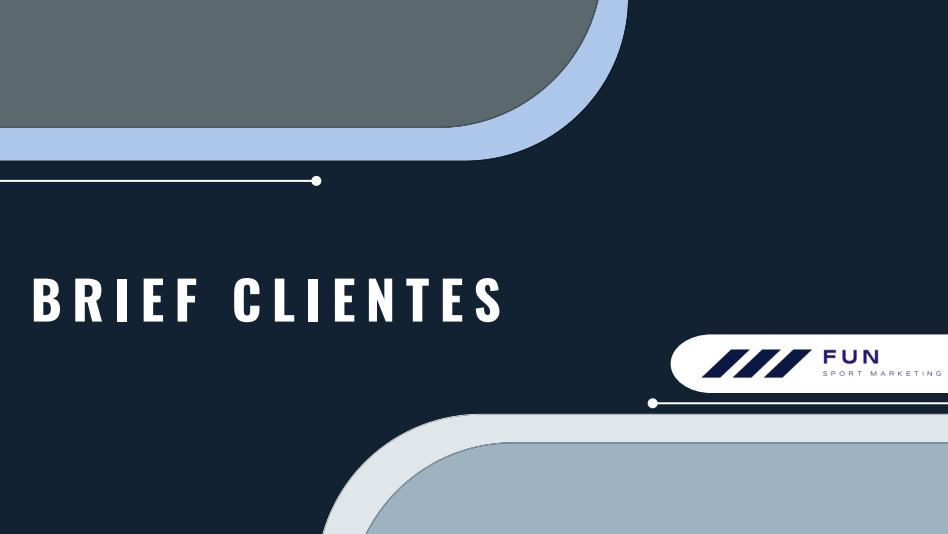 BRIEF CLIENTES
FUN
SPORT MARKETING